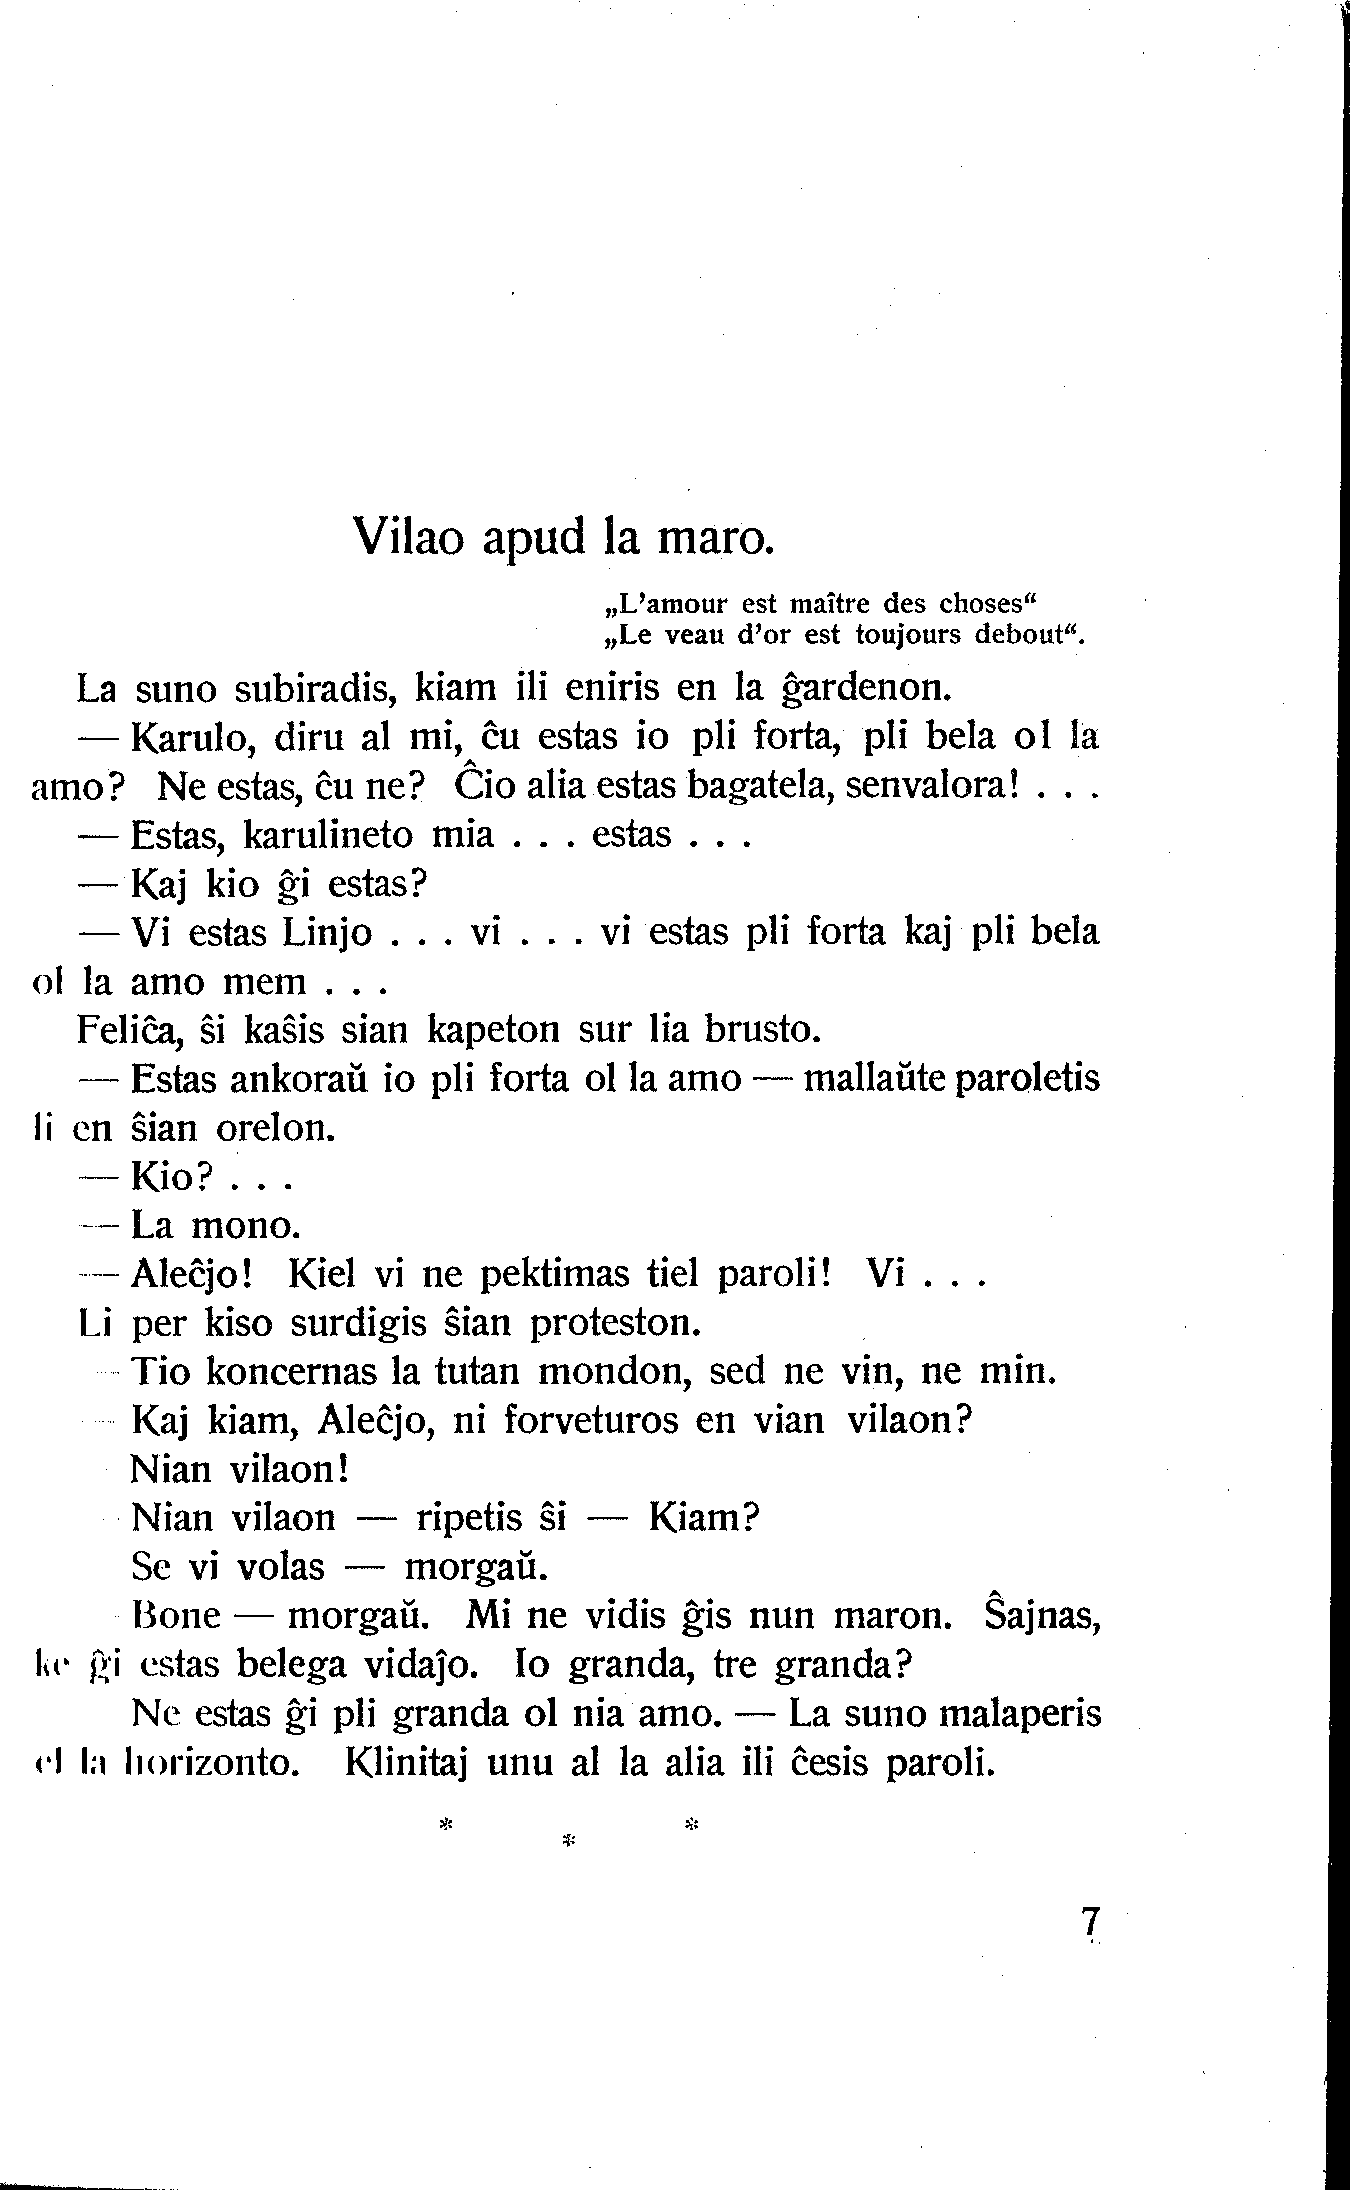 Vilao apud la maro.
„L’amour est maître des choses“
„Le veau d’or est toujours debout“.
La suno subiradis, kiam ili eniris en la ĝardenon.
— Karulo, diru al mi, ĉu estas io pli forta, pli bela ol la
amo? Ne estas, ĉu ne? Ĉio alia estas bagatela, senvalora! . . .
— Estas, karulineto mia . . . estas . . .
— Kaj kio ĝi estas?
— Vi estas Linjo . . . vi . . . vi estas pli forta kaj pli bela
ol la amo mem . . .
Feliĉa, ŝi kaŝis sian kapeton sur lia brusto.
— Estas ankoraŭ io pli forta ol la amo — mallaŭte paroletis
li en ŝian orelon.
— Kio? . . .
— La mono.
— Aleĉjo! Kiel vi ne pektimas tiel paroli! Vi . . .
Li per kiso surdigis ŝian proteston.
— Tio koncernas la tutan mondon, sed ne vin, ne min.
— Kaj kiam, Aleĉjo, ni forveturos en vian vilaon?
Nian vilaon!
Nian vilaon — ripetis ŝi — Kiam?
Se vi volas — morgaŭ.
Bone — morgaŭ. Mi ne vidis ĝis nun maron. Ŝajnas,
ke ĝi estas belega vidaĵo. Io granda, tre granda?
Ne estas ĝi pli granda ol nia amo. — La suno malaperis
el la horizonto. Klinitaj unu al la alia ili ĉesis paroli.
* * *
7